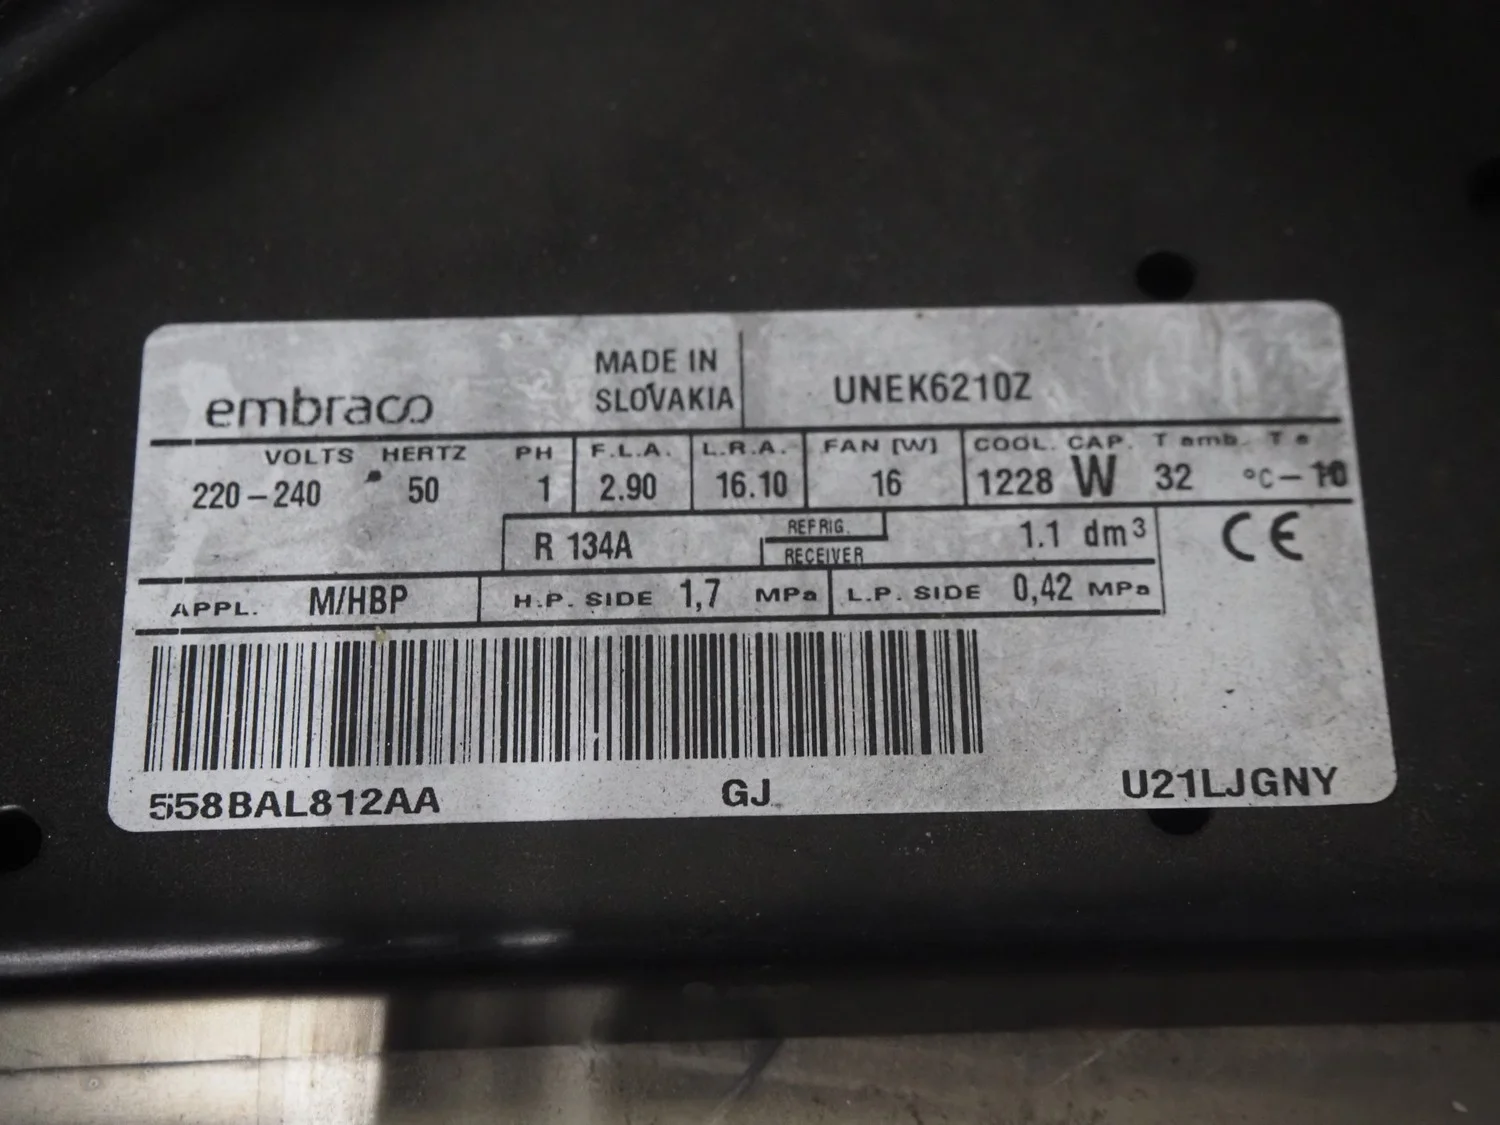 embraco
MADE IN
SLOVAKIA
UNEK6210Z
VOLTS HERTZ PH F.L.A. L.R.A. FAN [W] COOL. CAP. T amb. T e
220-240 50 1 2.90 16.10 16 1228 W 32 °C -10
R 134A REFRIG. RECEIVER 1.1 dm³ CE
APPL. M/HBP H.P. SIDE 1,7 MPa L.P. SIDE 0,42 MPa
558BAL812AA GJ U21LJGNY